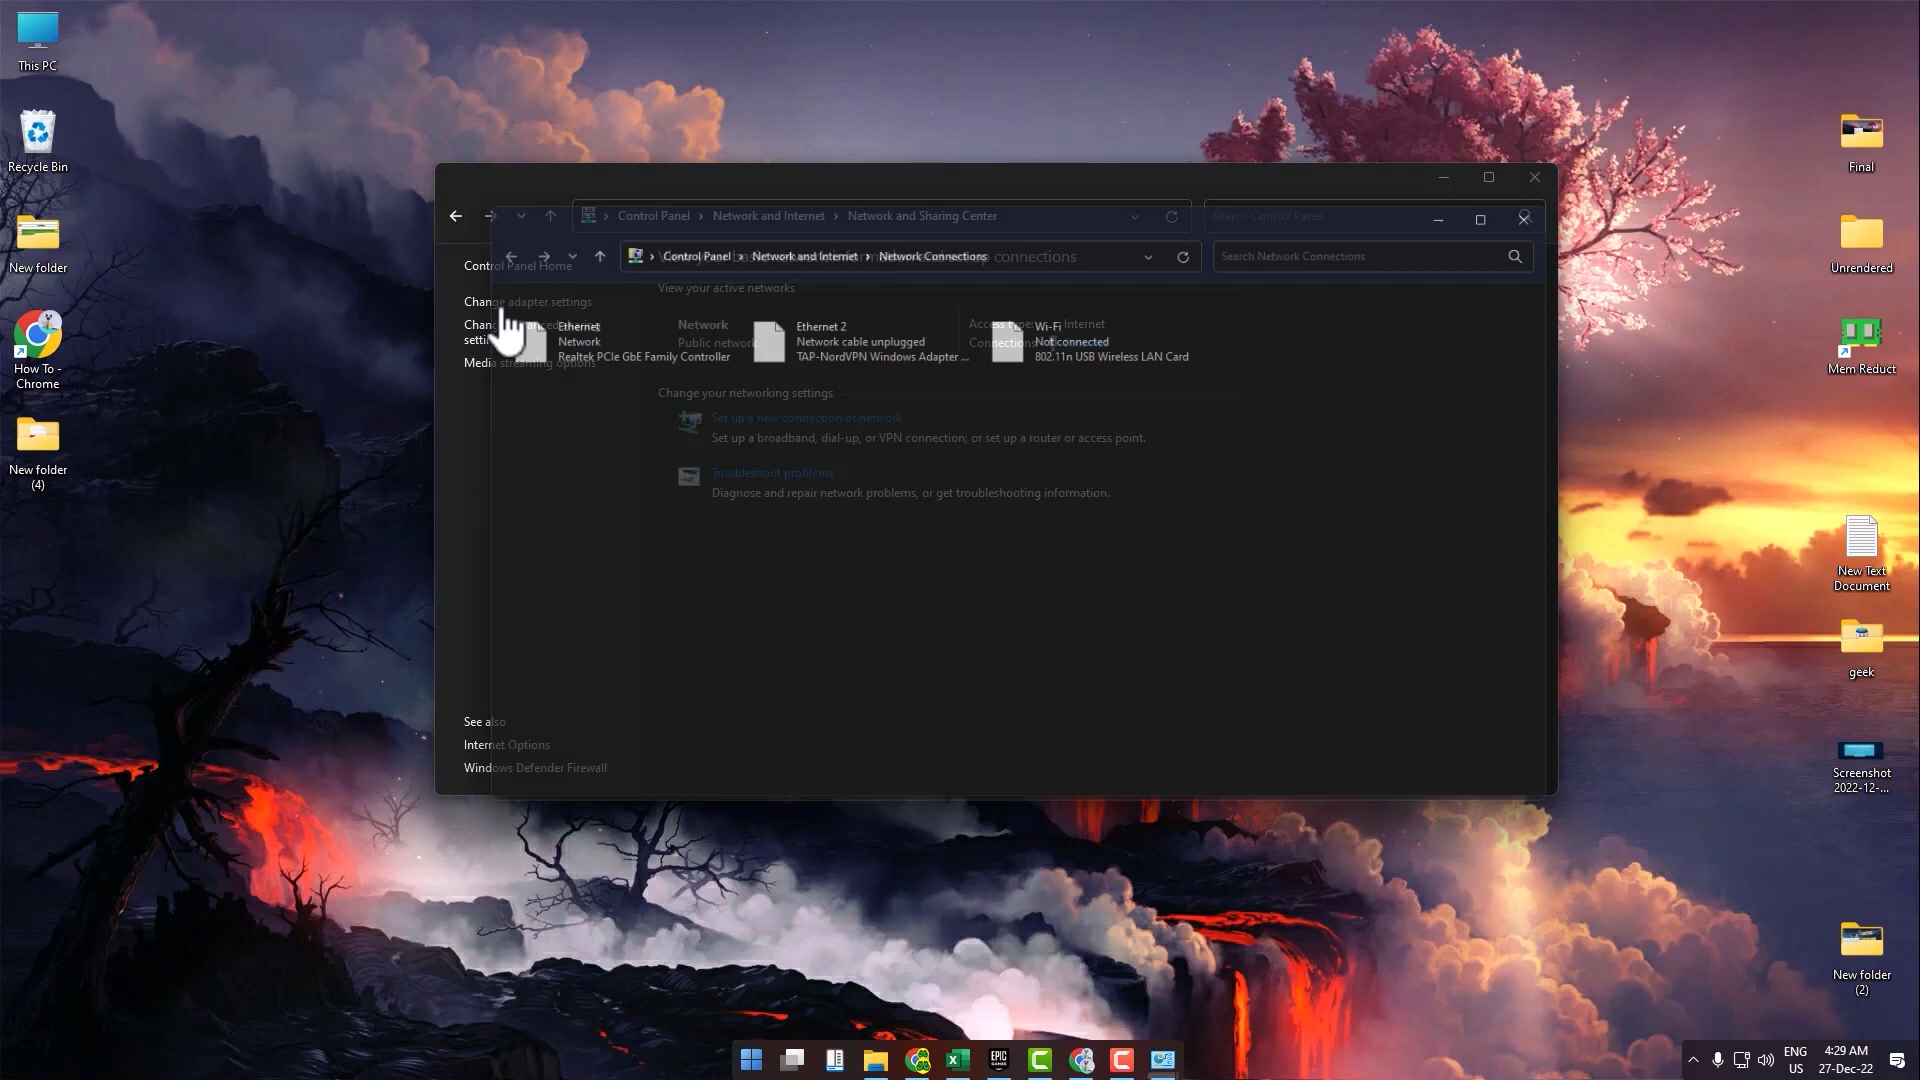 This PC
Recycle Bin
New folder
How To -
Chrome
New folder
(4)
Control Panel > Network and Internet > Network and Sharing Center
Search Control Panel
Control Panel > Network and Internet > Network Connections
connections
Search Network Connections
Control Panel Home
Change adapter settings
Media streaming options
View your active networks
Network
Public network
Access type: Internet
Connections:
Ethernet
Network
Realtek PCIe GbE Family Controller
Ethernet 2
Network cable unplugged
TAP-NordVPN Windows Adapter ...
Wi-Fi
Not connected
802.11n USB Wireless LAN Card
Change your networking settings
Set up a new connection or network
Set up a broadband, dial-up, or VPN connection; or set up a router or access point.
Troubleshoot problems
Diagnose and repair network problems, or get troubleshooting information.
See also
Internet Options
Windows Defender Firewall
Final
Unrendered
Mem Reduct
New Text
Document
geek
Screenshot
2022-12-...
New folder
(2)
EPIC
GAMES
ENG
US
4:29 AM
27-Dec-22